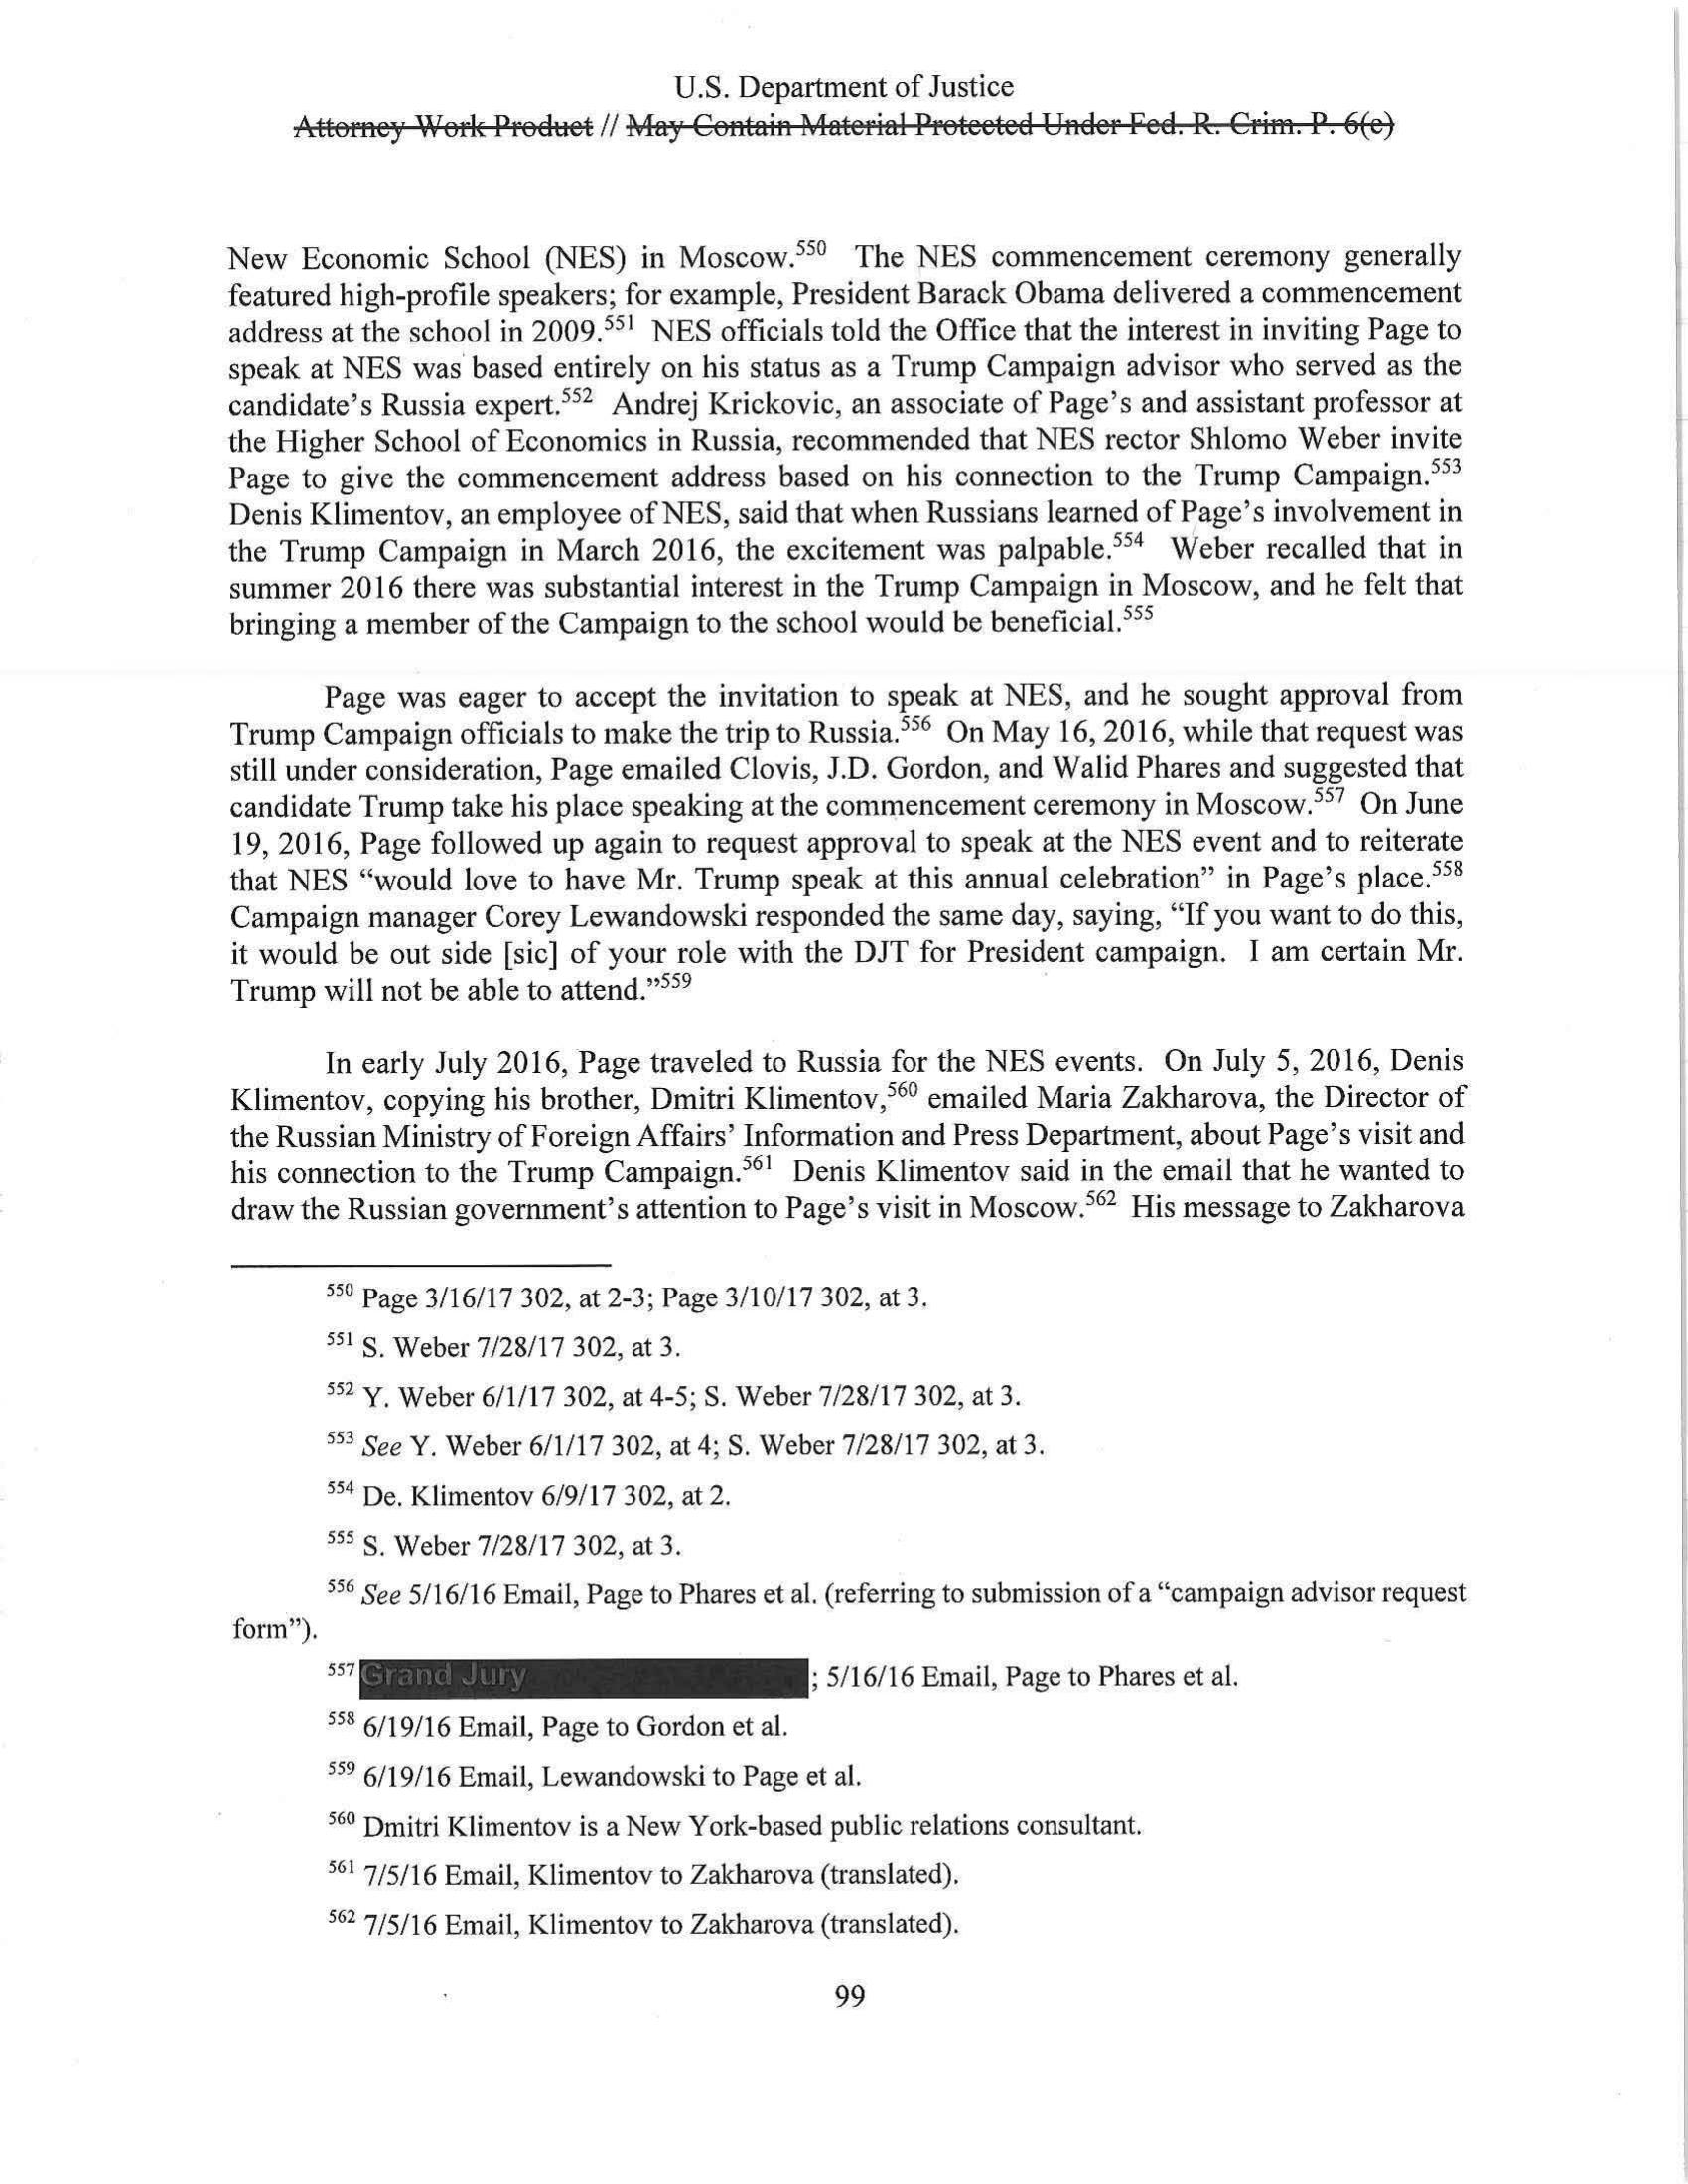 U.S. Department of Justice
Attorney Work Product // May Contain Material Protected Under Fed. R. Crim. P. 6(e)
New Economic School (NES) in Moscow.550 The NES commencement ceremony generally
featured high-profile speakers; for example, President Barack Obama delivered a commencement
address at the school in 2009.551 NES officials told the Office that the interest in inviting Page to
speak at NES was based entirely on his status as a Trump Campaign advisor who served as the
candidate's Russia expert.552 Andrej Krickovic, an associate of Page's and assistant professor at
the Higher School of Economics in Russia, recommended that NES rector Shlomo Weber invite
Page to give the commencement address based on his connection to the Trump Campaign.553
Denis Klimentov, an employee of NES, said that when Russians learned of Page's involvement in
the Trump Campaign in March 2016, the excitement was palpable.554 Weber recalled that in
summer 2016 there was substantial interest in the Trump Campaign in Moscow, and he felt that
bringing a member of the Campaign to the school would be beneficial.555
Page was eager to accept the invitation to speak at NES, and he sought approval from
Trump Campaign officials to make the trip to Russia.556 On May 16, 2016, while that request was
still under consideration, Page emailed Clovis, J.D. Gordon, and Walid Phares and suggested that
candidate Trump take his place speaking at the commencement ceremony in Moscow.557 On June
19, 2016, Page followed up again to request approval to speak at the NES event and to reiterate
that NES "would love to have Mr. Trump speak at this annual celebration" in Page's place.558
Campaign manager Corey Lewandowski responded the same day, saying, "If you want to do this,
it would be out side [sic] of your role with the DJT for President campaign. I am certain Mr.
Trump will not be able to attend."559
In early July 2016, Page traveled to Russia for the NES events. On July 5, 2016, Denis
Klimentov, copying his brother, Dmitri Klimentov,560 emailed Maria Zakharova, the Director of
the Russian Ministry of Foreign Affairs' Information and Press Department, about Page's visit and
his connection to the Trump Campaign.561 Denis Klimentov said in the email that he wanted to
draw the Russian government's attention to Page's visit in Moscow.562 His message to Zakharova
550 Page 3/16/17 302, at 2-3; Page 3/10/17 302, at 3.
551 S. Weber 7/28/17 302, at 3.
552 Y. Weber 6/1/17 302, at 4-5; S. Weber 7/28/17 302, at 3.
553 See Y. Weber 6/1/17 302, at 4; S. Weber 7/28/17 302, at 3.
554 De. Klimentov 6/9/17 302, at 2.
555 S. Weber 7/28/17 302, at 3.
556 See 5/16/16 Email, Page to Phares et al. (referring to submission of a "campaign advisor request
form").
557 Grand Jury ; 5/16/16 Email, Page to Phares et al.
558 6/19/16 Email, Page to Gordon et al.
559 6/19/16 Email, Lewandowski to Page et al.
560 Dmitri Klimentov is a New York-based public relations consultant.
561 7/5/16 Email, Klimentov to Zakharova (translated).
562 7/5/16 Email, Klimentov to Zakharova (translated).
99